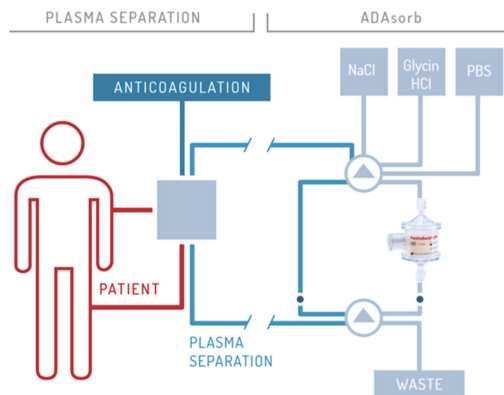 PLASMA SEPARATION
ADAsorb
NaCl
Glycin
HCl
PBS
ANTICOAGULATION
PATIENT
PLASMA
SEPARATION
WASTE